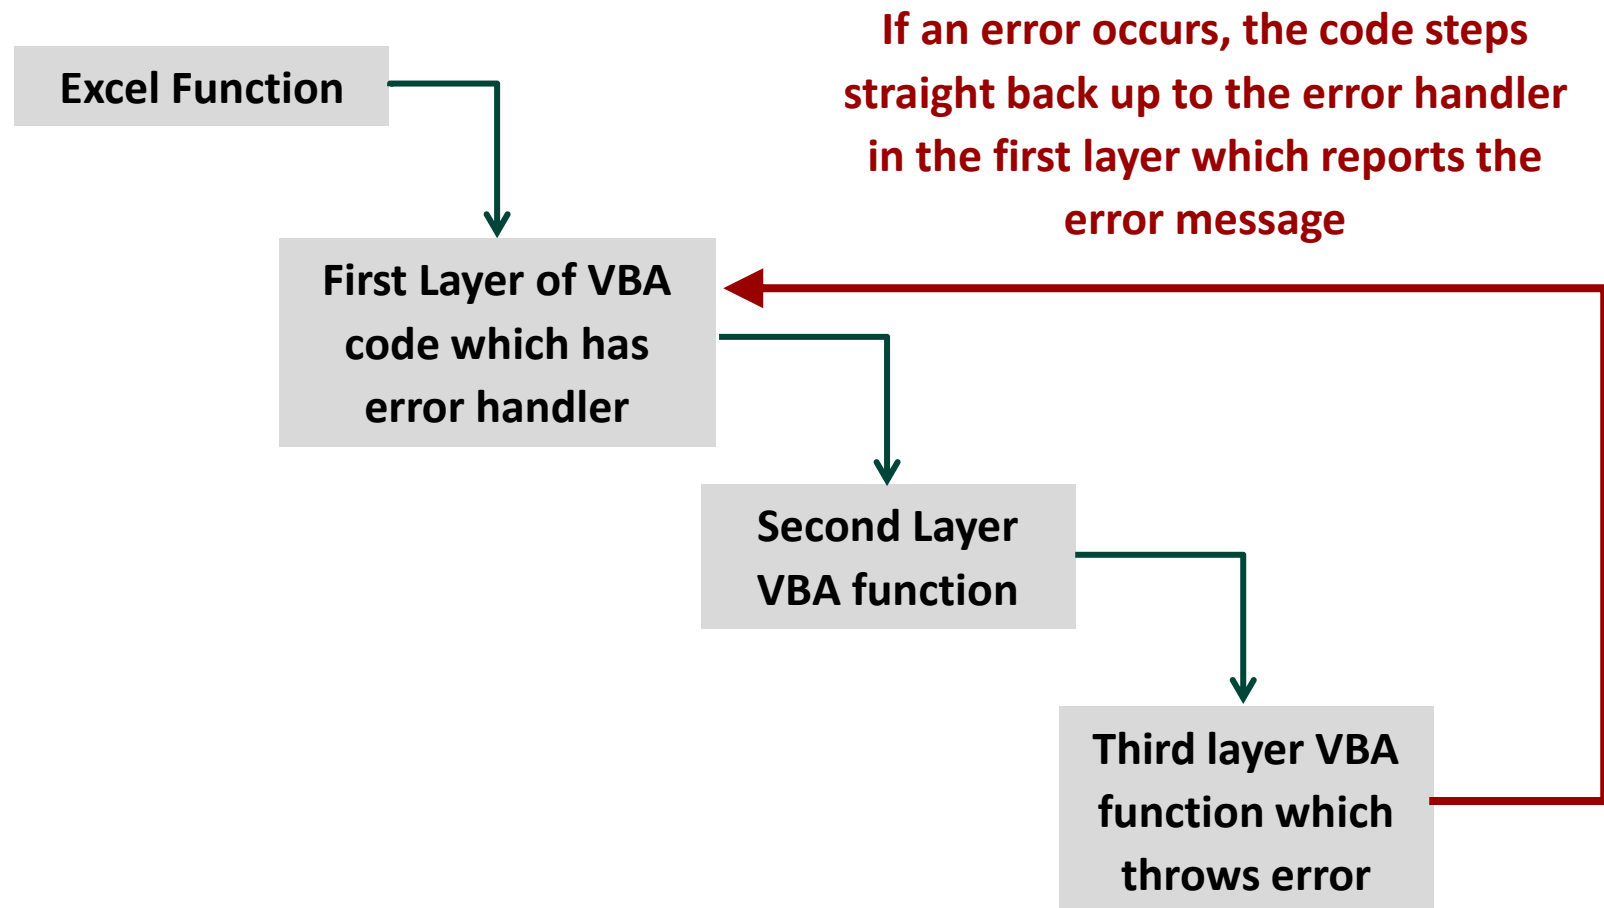 Excel Function
If an error occurs, the code steps
straight back up to the error handler
in the first layer which reports the
error message
First Layer of VBA
code which has
error handler
Second Layer
VBA function
Third layer VBA
function which
throws error